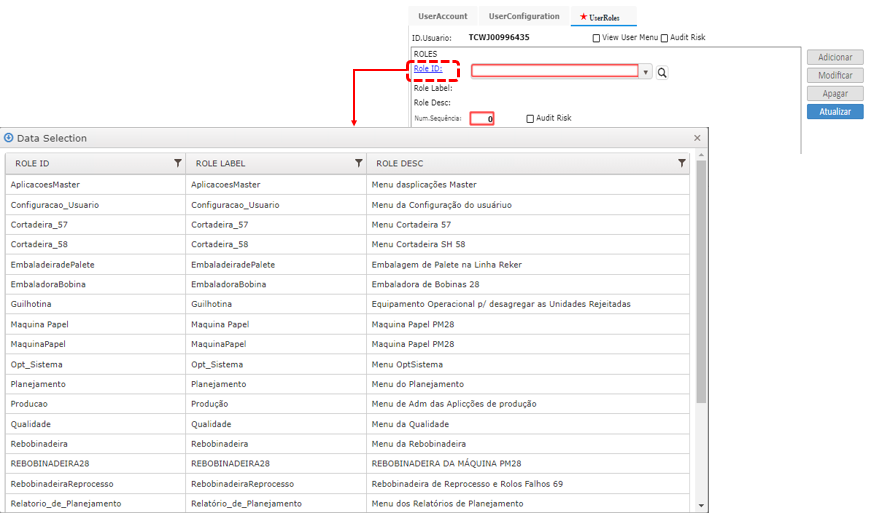 UserAccount UserConfiguration ★ UserRoles
ID.Usuario: TCWJ00996435 View User Menu Audit Risk
ROLES
Adicionar
Role ID:
Modificar
Role Label:
Apagar
Role Desc:
Atualizar
Num.Sequência: 0 Audit Risk
Data Selection
ROLE ID ROLE LABEL ROLE DESC
AplicacoesMaster AplicacoesMaster Menu dasplicações Master
Configuracao_Usuario Configuracao_Usuario Menu da Configuração do usuáriuo
Cortadeira_57 Cortadeira_57 Menu Cortadeira 57
Cortadeira_58 Cortadeira_58 Menu Cortadeira SH 58
EmbaladeiradePalete EmbaladeiradePalete Embalagem de Palete na Linha Reker
EmbaladoraBobina EmbaladoraBobina Embaladora de Bobinas 28
Guilhotina Guilhotina Equipamento Operacional p/ desagregar as Unidades Rejeitadas
Maquina Papel Maquina Papel Maquina Papel PM28
MaquinaPapel MaquinaPapel Maquina Papel PM28
Opt_Sistema Opt_Sistema Menu OptSistema
Planejamento Planejamento Menu do Planejamento
Producao Produção Menu de Adm das Aplicções de produção
Qualidade Qualidade Menu da Qualidade
Rebobinadeira Rebobinadeira Menu da Rebobinadeira
REBOBINADEIRA28 REBOBINADEIRA28 REBOBINADEIRA DA MÁQUINA PM28
RebobinadeiraReprocesso RebobinadeiraReprocesso Rebobinadeira de Reprocesso e Rolos Falhos 69
Relatorio_de_Planejamento Relatório_de_Planejamento Menu dos Relatórios de Planejamento